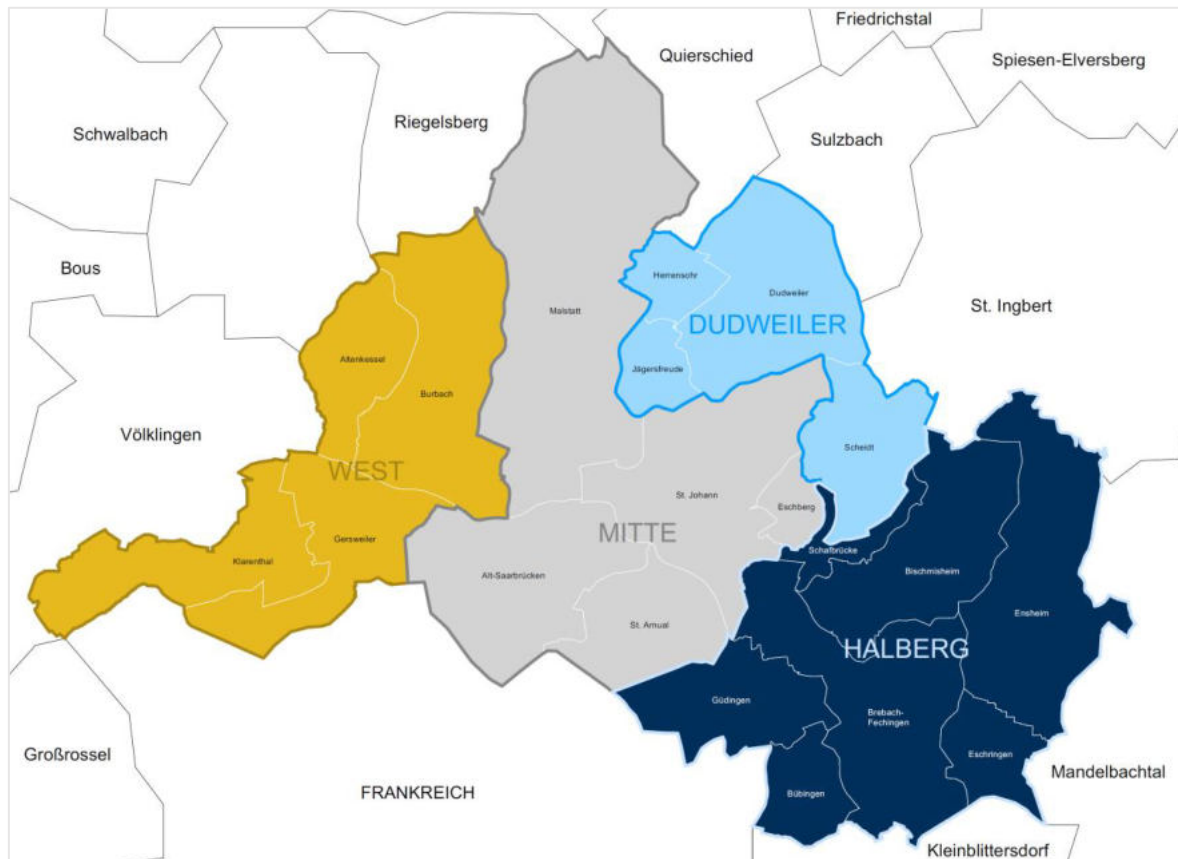 Friedrichstal
Quierschied
Spiesen-Elversberg
Riegelsberg
Schwalbach
Sulzbach
Bous
Herrensohr
Dudweiler
Malstatt
St. Ingbert
DUDWEILER
Altenkessel
Jägersfreude
Burbach
Völklingen
Scheidt
WEST
St. Johann
Eschberg
MITTE
Gersweiler
Schafbrücke
Klarenthal
Bischmisheim
Alt-Saarbrücken
Ensheim
St. Arnual
HALBERG
Güdingen
Brebach-
Fechingen
Großrossel
Eschringen
Mandelbachtal
FRANKREICH
Bübingen
Kleinblittersdorf